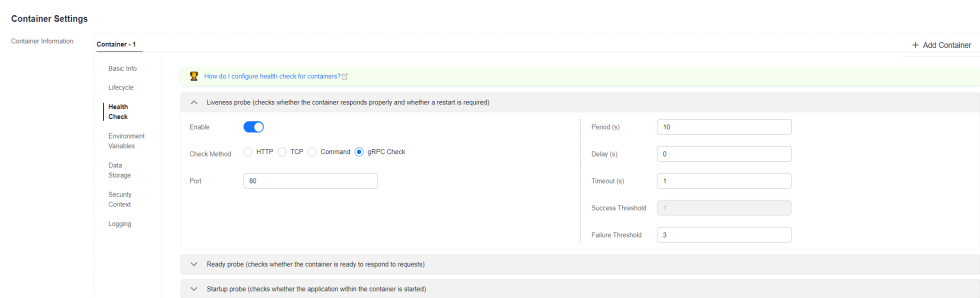 Container Settings
Container Information
Container - 1
+ Add Container
Basic Info
Lifecycle
Health
Check
Environment
Variables
Data
Storage
Security
Context
Logging
How do I configure health check for containers?
Liveness probe (checks whether the container responds properly and whether a restart is required)
Enable
Check Method
HTTP TCP Command gRPC Check
Port
80
Period (s)
10
Delay (s)
0
Timeout (s)
1
Success Threshold
1
Failure Threshold
3
Ready probe (checks whether the container is ready to respond to requests)
Startup probe (checks whether the application within the container is started)